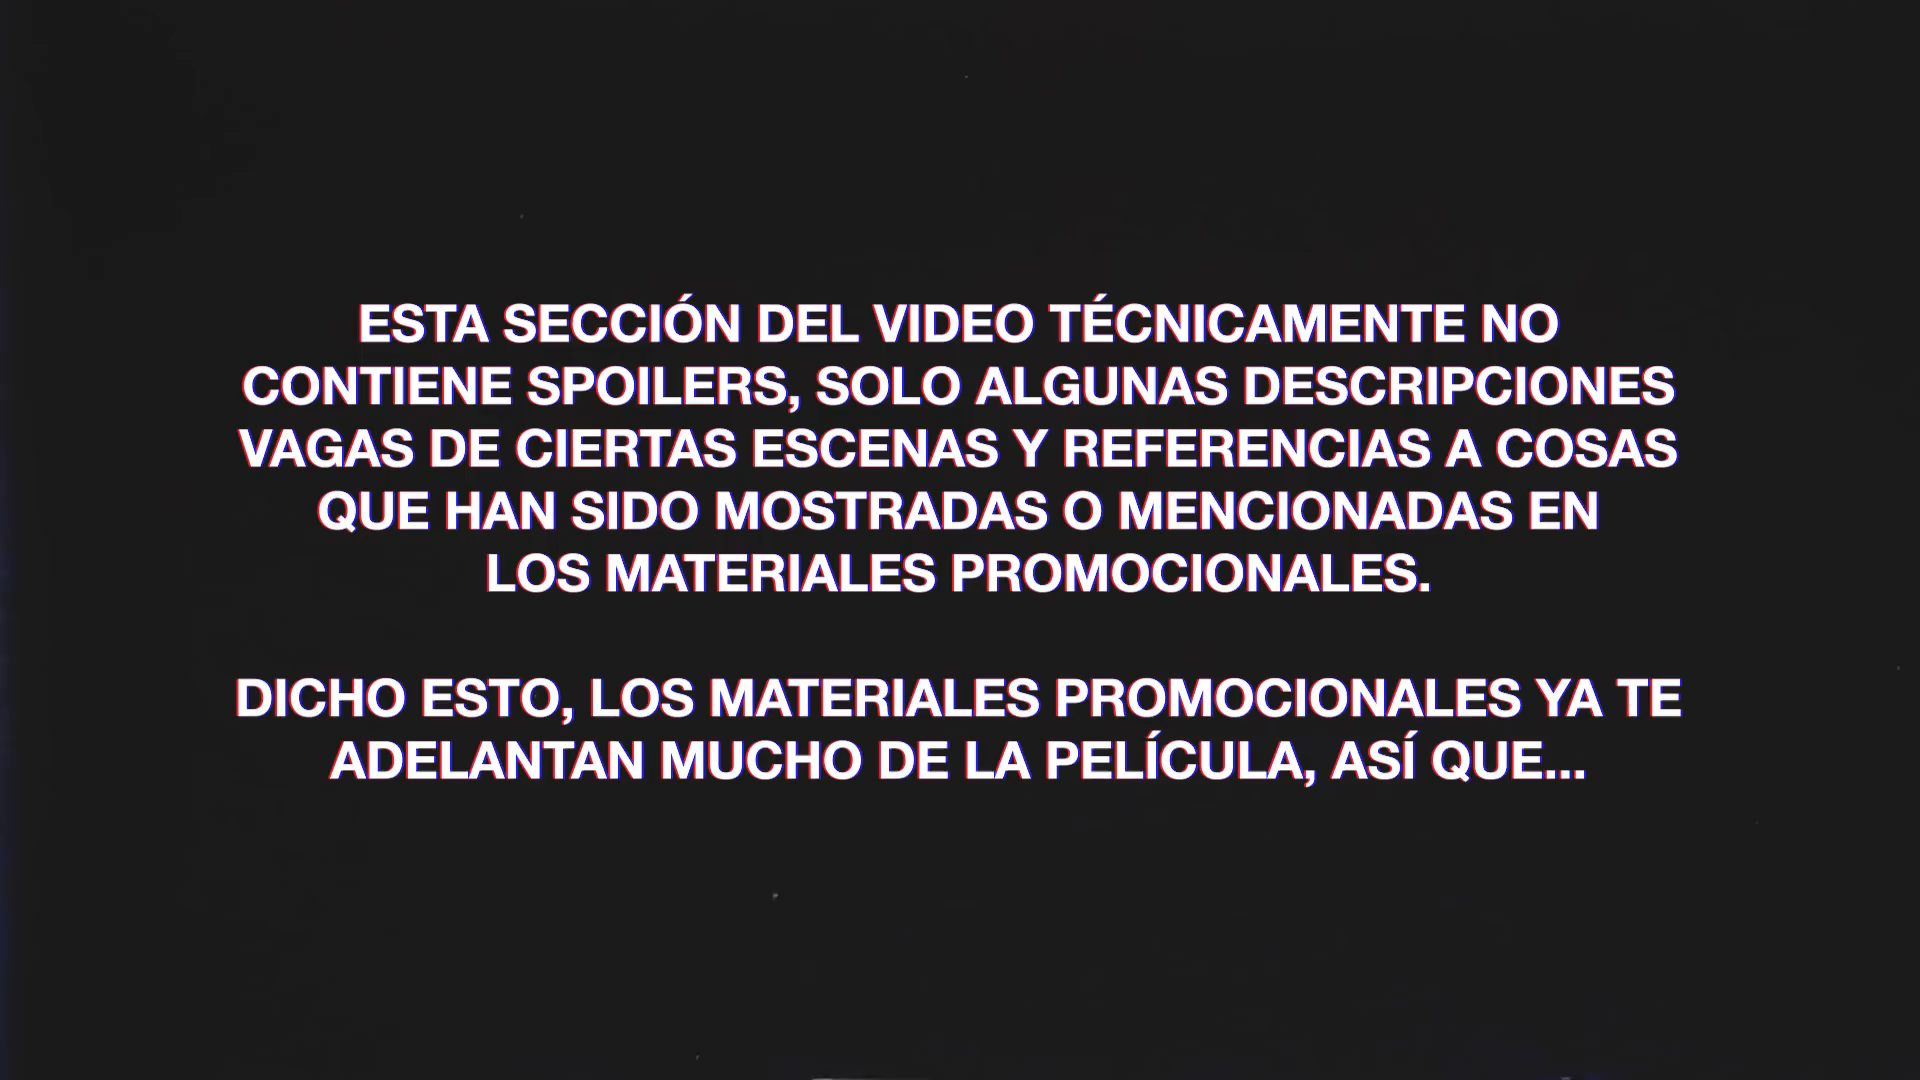 ESTA SECCIÓN DEL VIDEO TÉCNICAMENTE NO
CONTIENE SPOILERS, SOLO ALGUNAS DESCRIPCIONES
VAGAS DE CIERTAS ESCENAS Y REFERENCIAS A COSAS
QUE HAN SIDO MOSTRADAS O MENCIONADAS EN
LOS MATERIALES PROMOCIONALES.
DICHO ESTO, LOS MATERIALES PROMOCIONALES YA TE
ADELANTAN MUCHO DE LA PELÍCULA, ASÍ QUE...